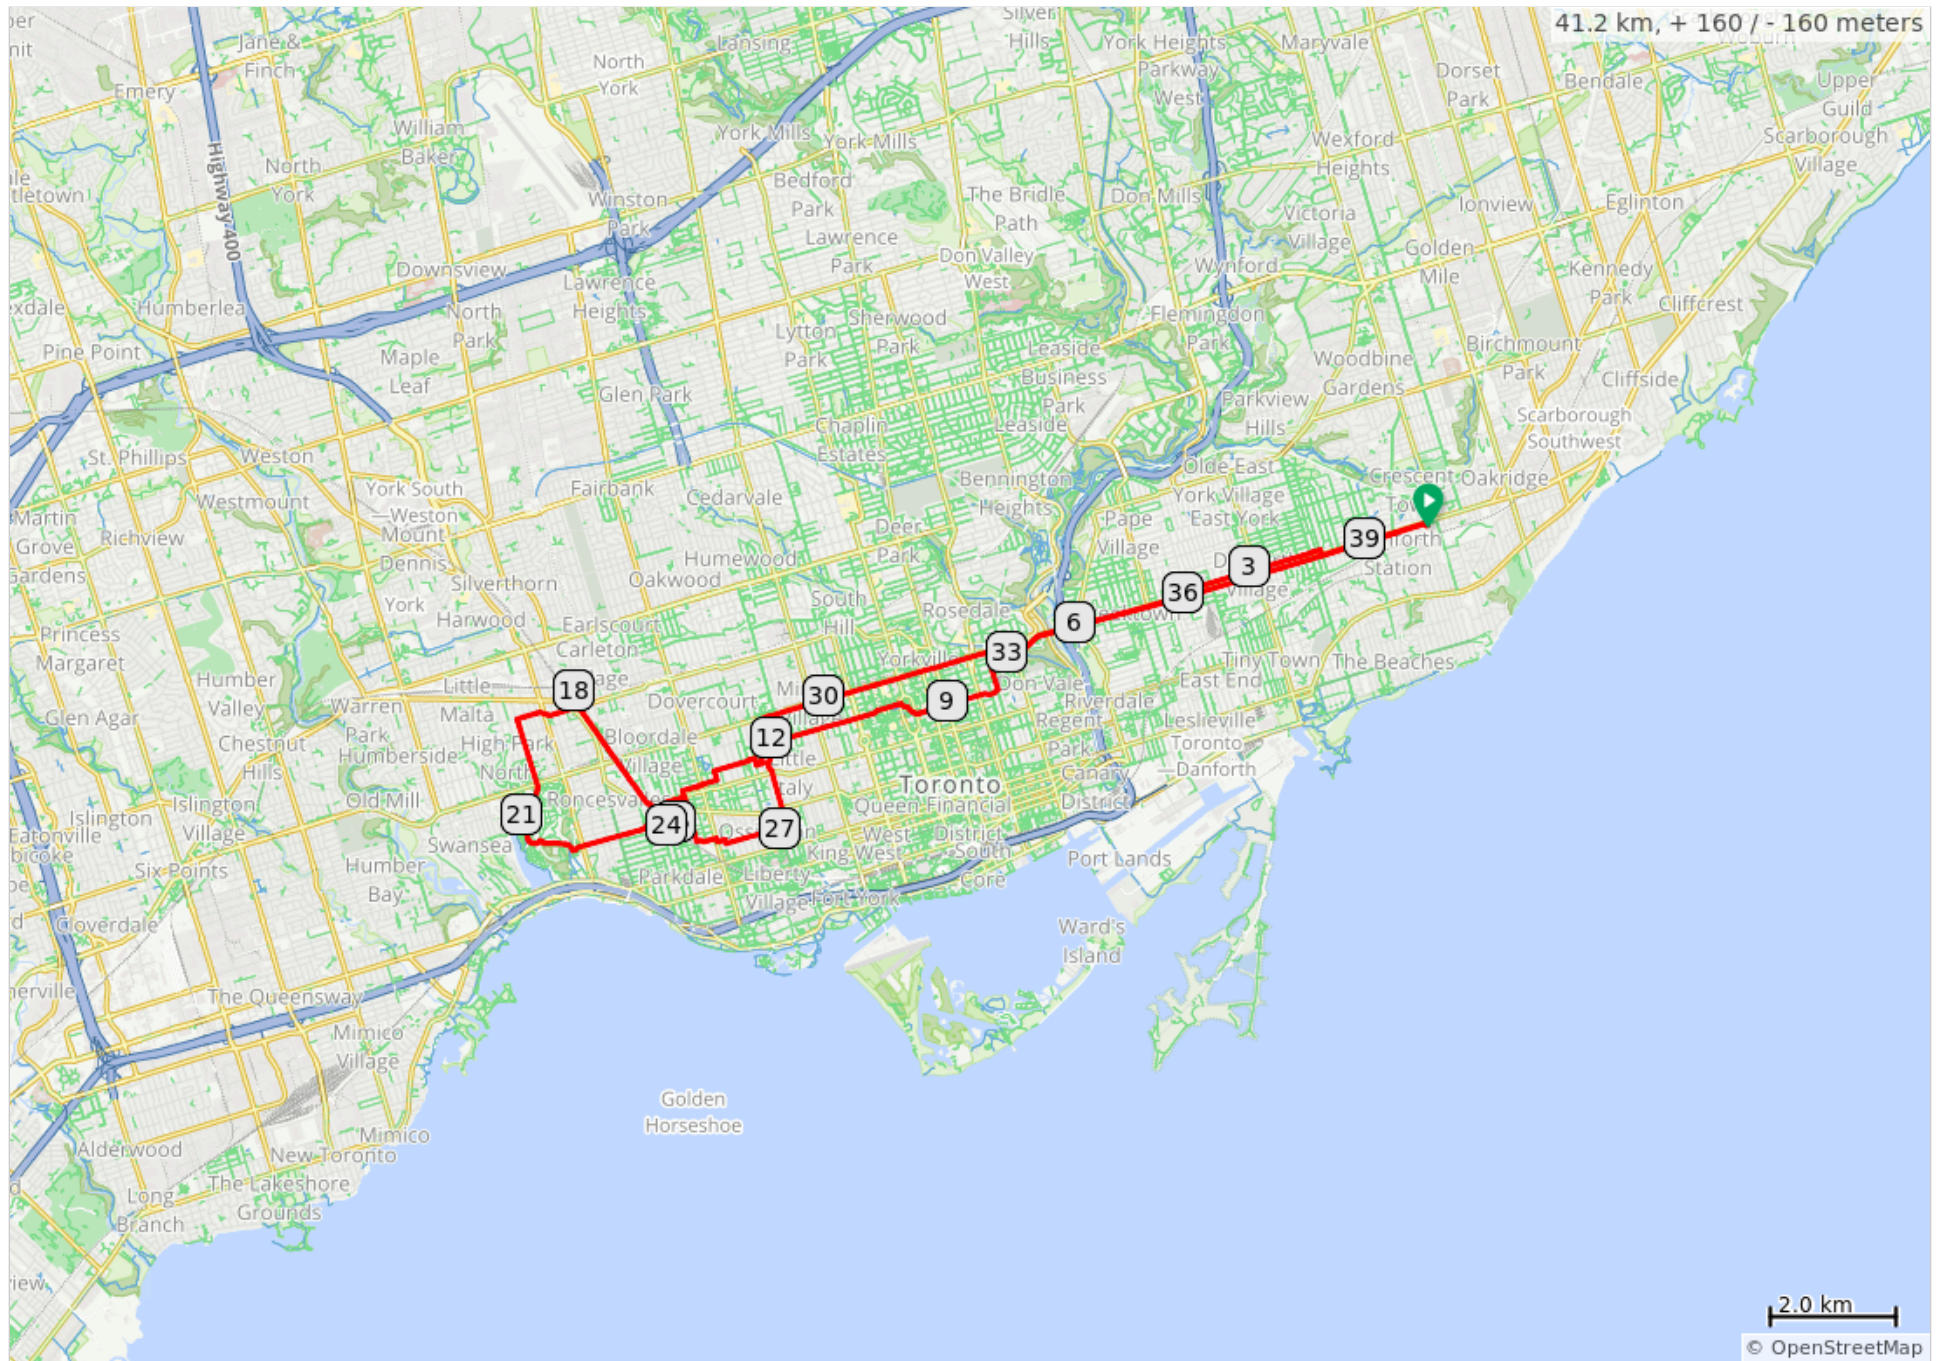 41.2 km, + 160 / - 160 meters
Silver
Hills
Jane &
Finch
Lansing
York Heights
Parkway
West
Maryvale
North
York
Dorset
Park
Bendale
Upper
Guild
Emery
William
Baker
York Mills
York Mills
Wexford
Heights
Scarborough
Village
Highway 400
North
York
Bedford
Park
The Bridle
Path
Don Mills
Winston
Park
Victoria
Village
Ionview
Eglinton
Lawrence
Park
Don Valley
West
Wynford
Golden
Mile
Downsview
Lawrence
Heights
Kennedy
Park
Humberlea
North
Park
Sherwood
Park
Flemingdon
Park
Cliffcrest
Lytton
Park
Leaside
Pine Point
Maple
Leaf
Woodbine
Gardens
Birchmount
Park
Business
Park
Leaside
Glen Park
Parkview
Hills
Cliffside
Chaplin
Estates
Scarborough
Southwest
St. Phillips
Weston
Olde East
York Village
East York
Crescent
Town
Oakridge
Westmount
York South
—Weston
Mount
Dennis
Fairbank
Cedarvale
Bennington
Heights
Martin
Grove
Richview
Deer
Park
Pape
Village
39
Station
Humewood
Oakwood
3
Village
Silverthorn
South
Hill
36
York
Harwood
Rosedale
6
Princess
Margaret
Earlscourt
Carleton
Village
33
Yorkville
Tiny Town
East End
The Beaches
Humber
Valley
Little
Malta
18
Dovercourt
30
9
Don Vale
Riverdale
Warren
Park
Glen Agar
Regent
Park
Leslieville
Toronto
—Danforth
Chestnut
Hills
Humberside
High Park
North
Bloordale
Village
12
Little
Italy
Toronto
Canary
District
Islington
Village
Old Mill
21
Roncesvalles
24
27
Queen
West
Financial
District
Islington
Swansea
King West
South
Core
Port Lands
Six Points
Humber
Bay
Parkdale
Liberty
Village
Fort York
Cloverdale
Ward's
Island
The Queensway
Mimico
Village
Golden
Horseshoe
Mimico
Alderwood
New Toronto
The Lakeshore
Grounds
Long
Branch
2.0 km
© OpenStreetMap